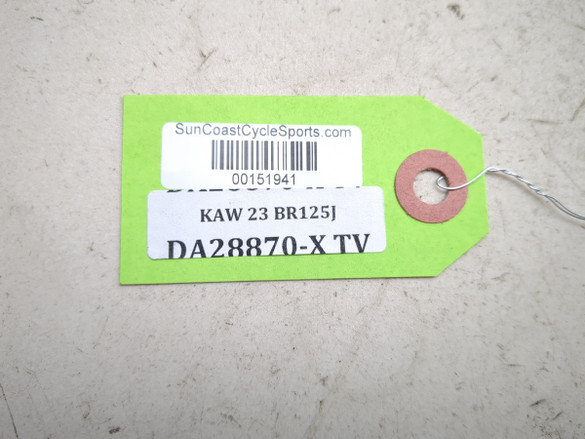 SunCoastCycleSports.com
00151941
KAW 23 BR125J
DA28870-X TV